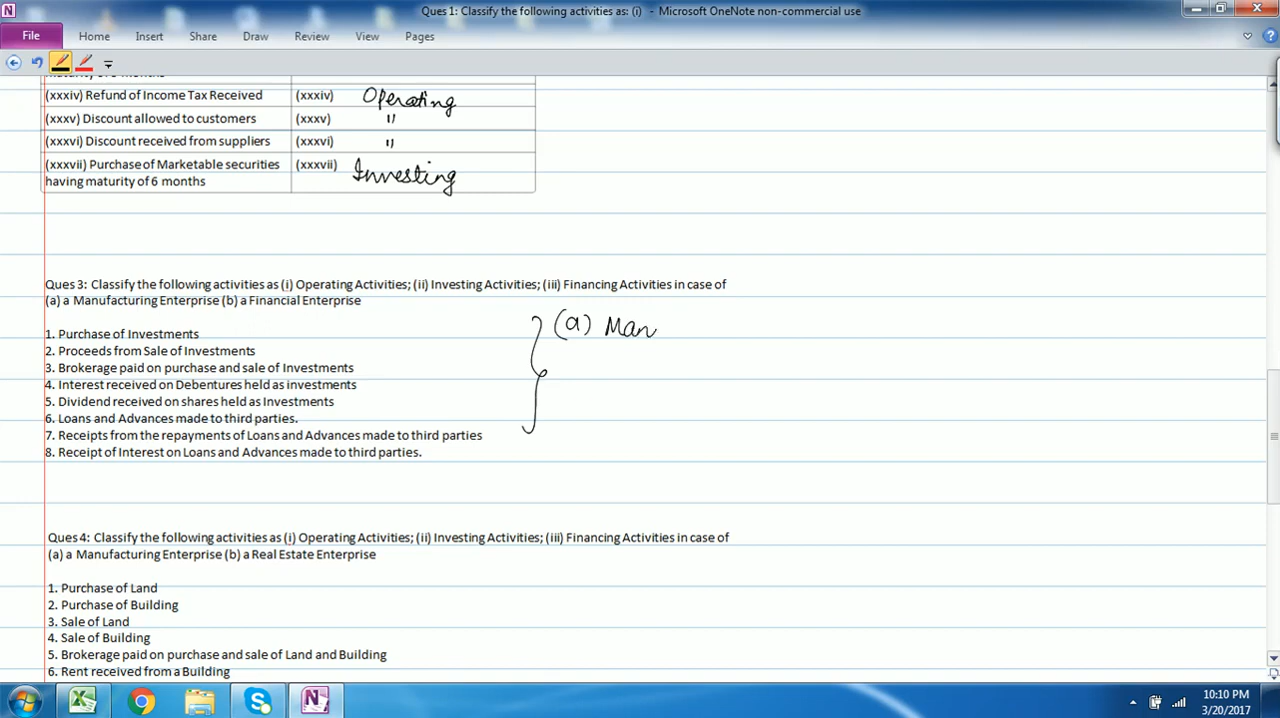 Ques 1: Classify the following activities as: (i) - Microsoft OneNote non-commercial use
File Home Insert Share Draw Review View Pages
(xxxiv) Refund of Income Tax Received (xxxiv) Operating
(xxxv) Discount allowed to customers (xxxv) "
(xxxvi) Discount received from suppliers (xxxvi) "
(xxxvii) Purchase of Marketable securities (xxxvii) Investing
having maturity of 6 months
Ques 3: Classify the following activities as (i) Operating Activities; (ii) Investing Activities; (iii) Financing Activities in case of
(a) a Manufacturing Enterprise (b) a Financial Enterprise
1. Purchase of Investments
(a) Man
2. Proceeds from Sale of Investments
3. Brokerage paid on purchase and sale of Investments
4. Interest received on Debentures held as investments
5. Dividend received on shares held as Investments
6. Loans and Advances made to third parties.
7. Receipts from the repayments of Loans and Advances made to third parties
8. Receipt of Interest on Loans and Advances made to third parties.
Ques 4: Classify the following activities as (i) Operating Activities; (ii) Investing Activities; (iii) Financing Activities in case of
(a) a Manufacturing Enterprise (b) a Real Estate Enterprise
1. Purchase of Land
2. Purchase of Building
3. Sale of Land
4. Sale of Building
5. Brokerage paid on purchase and sale of Land and Building
6. Rent received from a Building
10:10 PM
3/20/2017